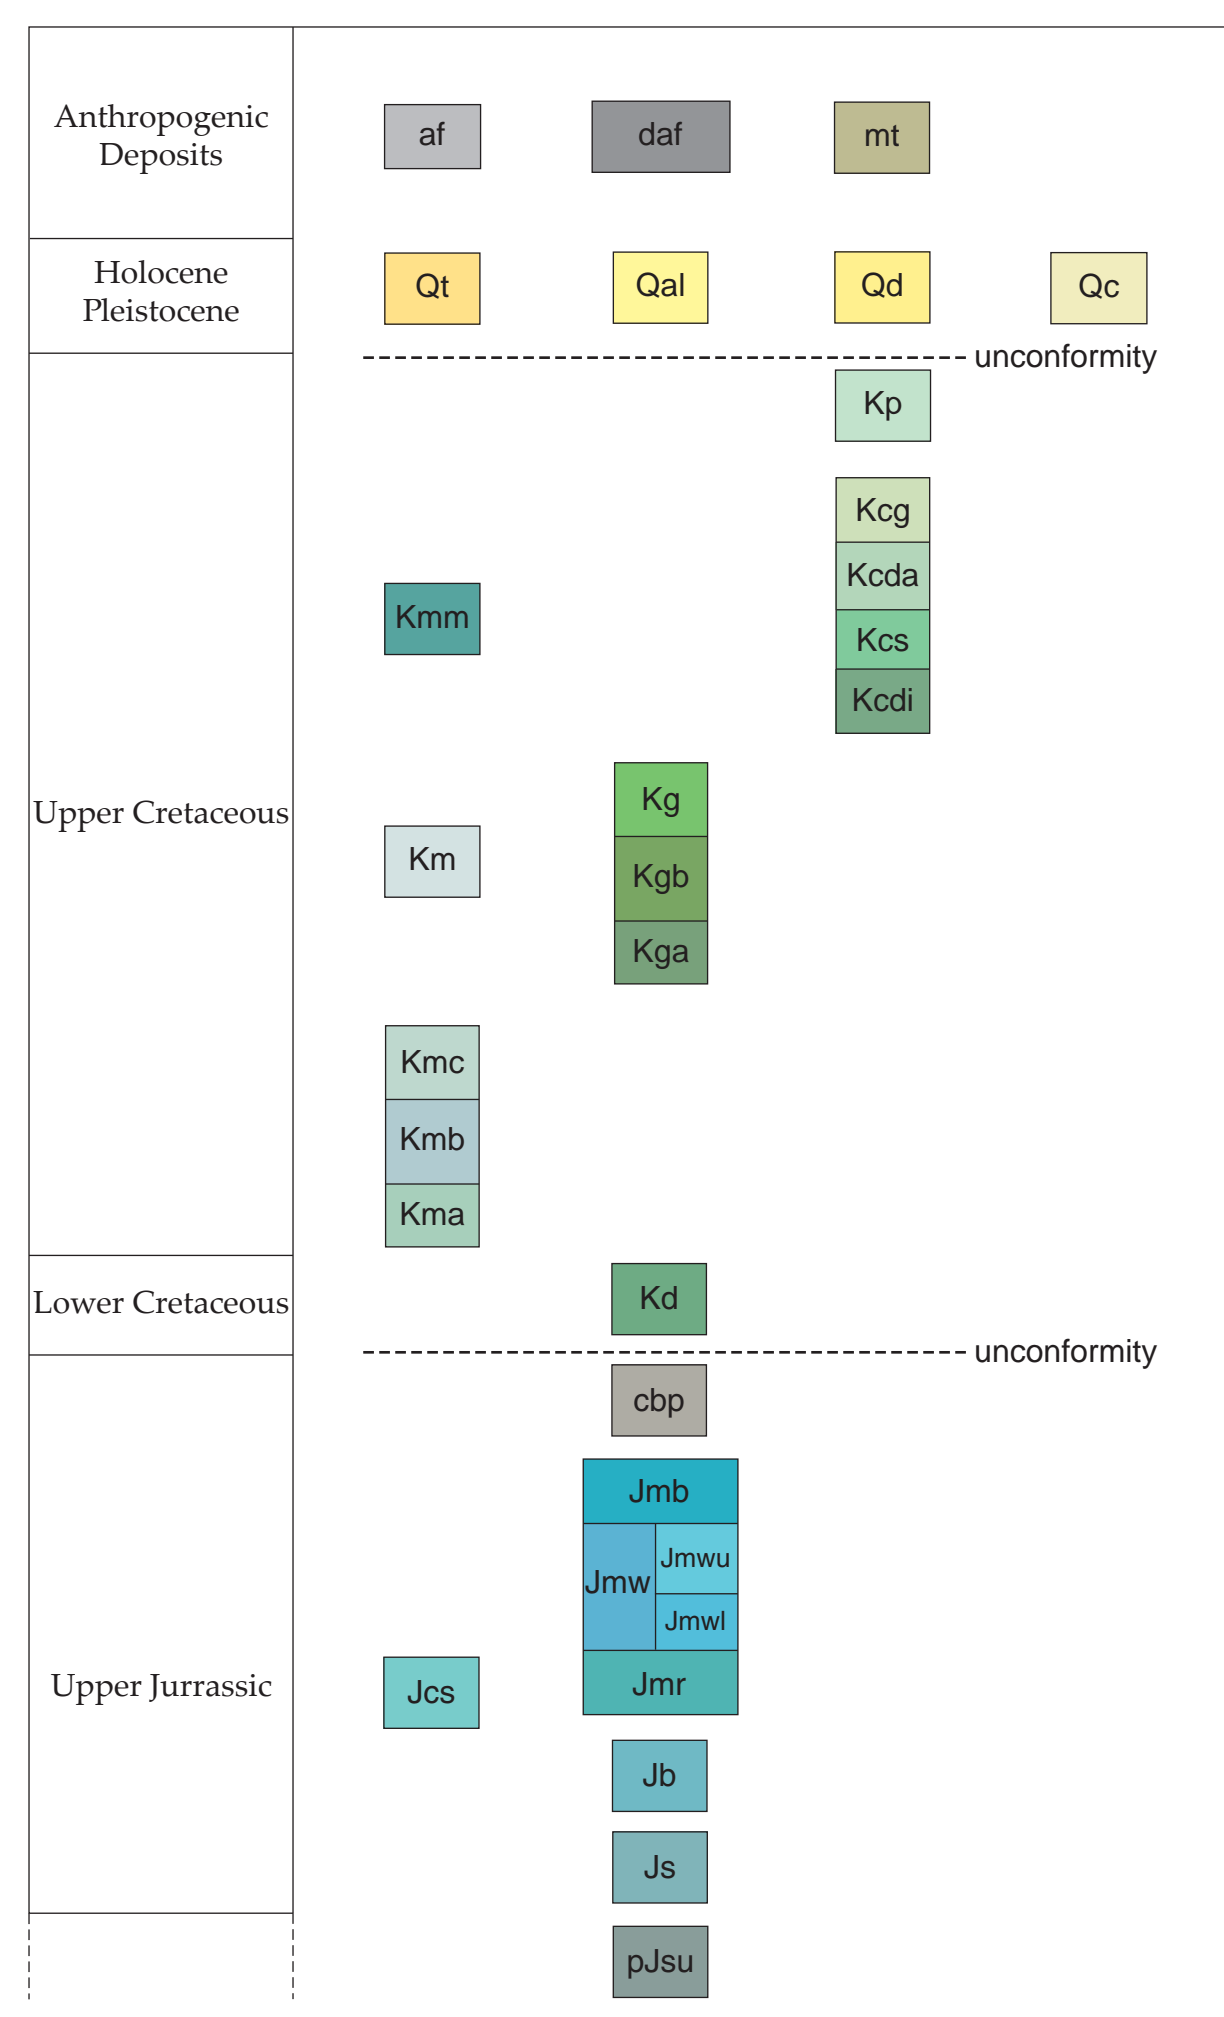 Anthropogenic
Deposits
af
daf
mt
Holocene
Pleistocene
Qt
Qal
Qd
Qc
unconformity
Upper Cretaceous
Kp
Kcg
Kcda
Kcs
Kcdi
Kmm
Kg
Kgb
Kga
Km
Kmc
Kmb
Kma
Lower Cretaceous
Kd
unconformity
Upper Jurrassic
cbp
Jmb
Jmw
Jmwu
Jmwl
Jmr
Jcs
Jb
Js
pJsu